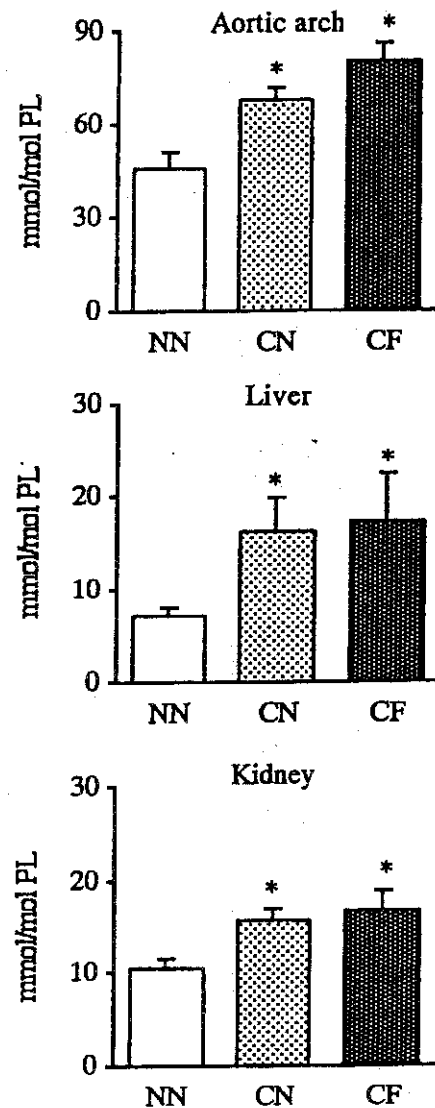 Aortic arch
mmol/mol PL
90
60
30
0
*
*
NN CN CF
Liver
mmol/mol PL
30
20
10
0
*
*
NN CN CF
Kidney
mmol/mol PL
30
20
10
0
*
*
NN CN CF